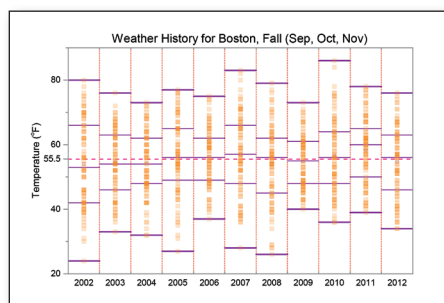 Weather History for Boston, Fall (Sep, Oct, Nov)
Temperature (°F)
80
60
55.5
40
20
2002 2003 2004 2005 2006 2007 2008 2009 2010 2011 2012